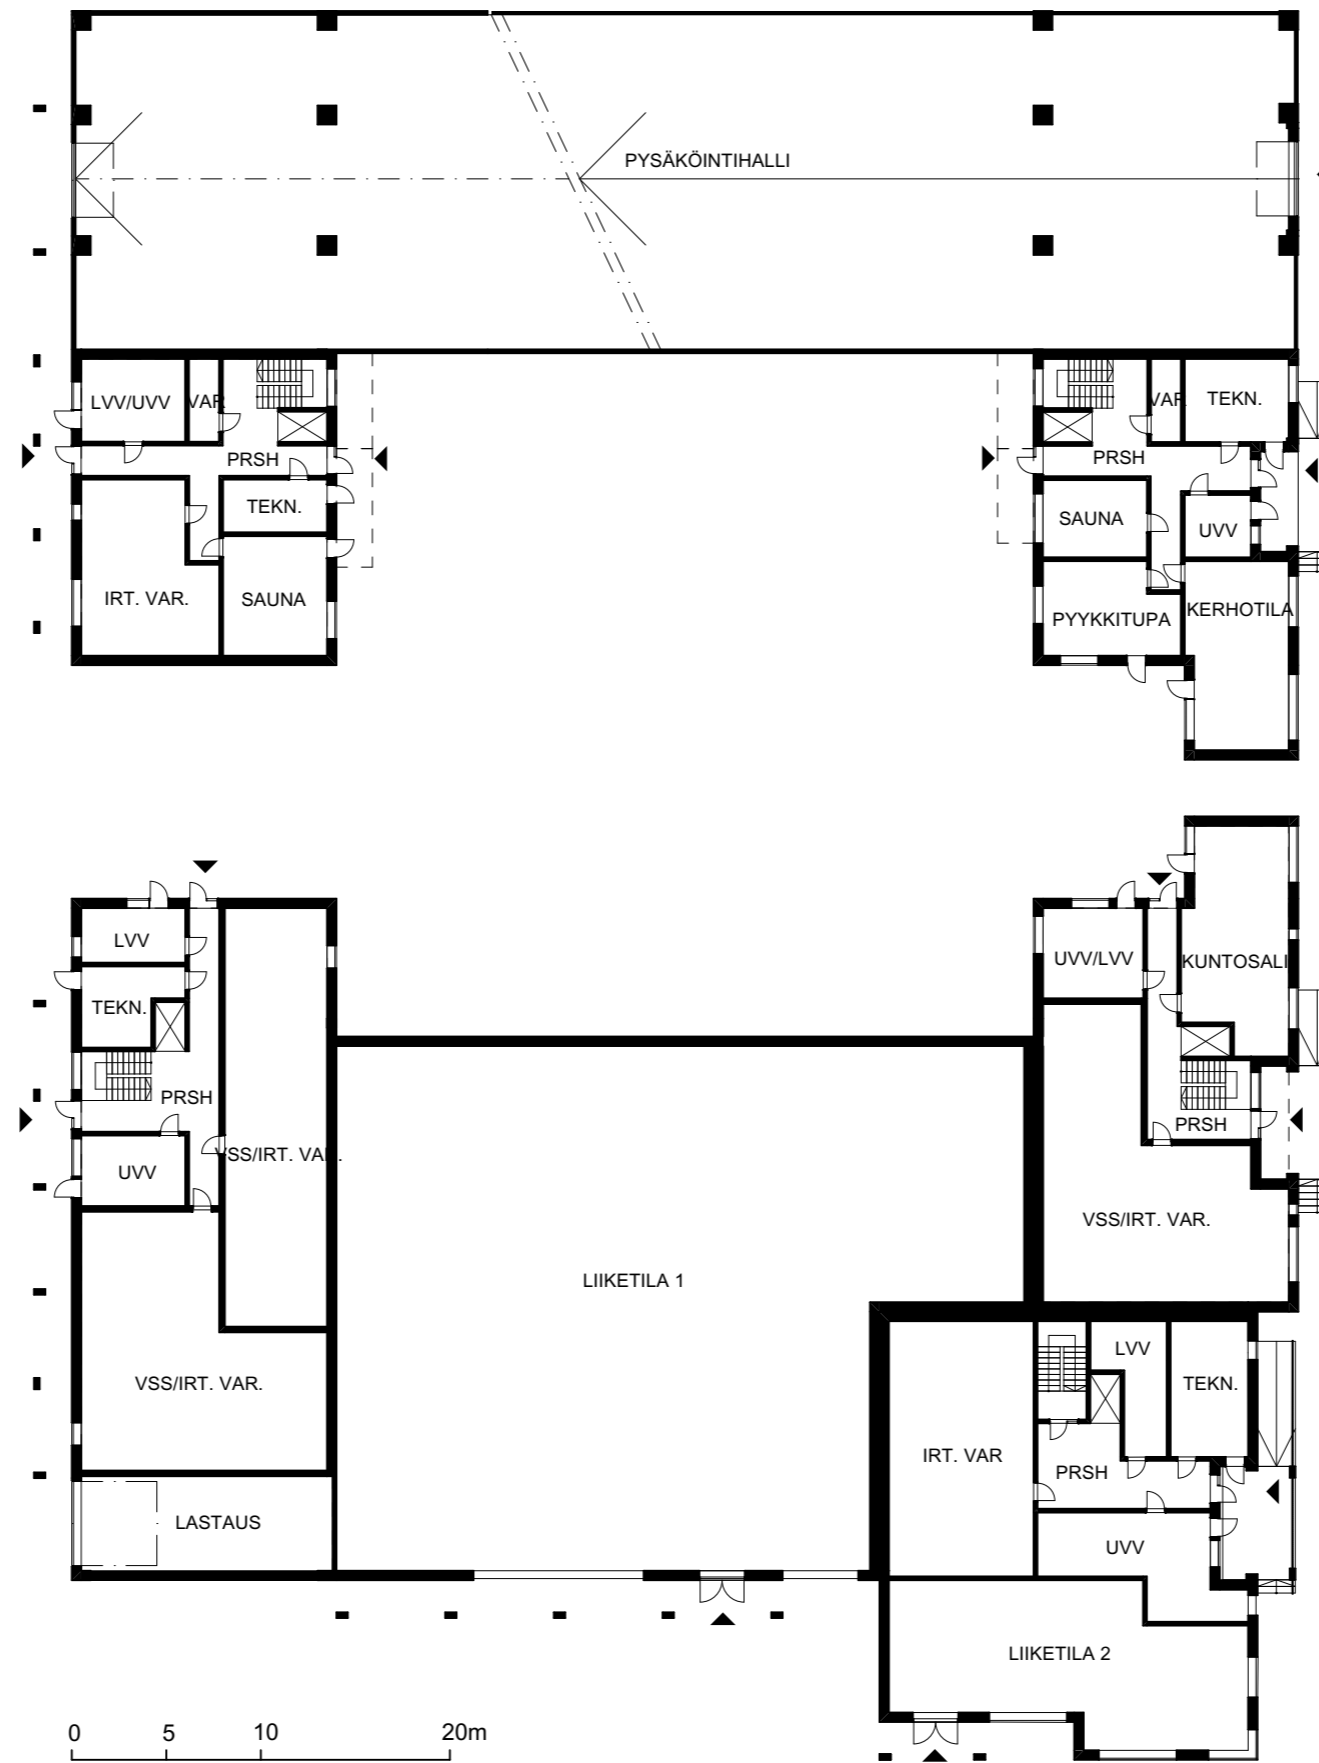 PYSÄKÖINTIHALLI
LVV/UVV
VAR
PRSH
TEKN.
IRT. VAR.
SAUNA
VAR
TEKN.
PRSH
SAUNA
UVV
PYYKKITUPA
KERHOTILA
LVV
TEKN.
PRSH
UVV
VSS/IRT. VAR.
VSS/IRT. VAR.
LASTAUS
LIIKETILA 1
UVV/LVV
KUNTOSALI
PRSH
VSS/IRT. VAR.
LVV
TEKN.
IRT. VAR
PRSH
UVV
LIIKETILA 2
0 5 10 20m